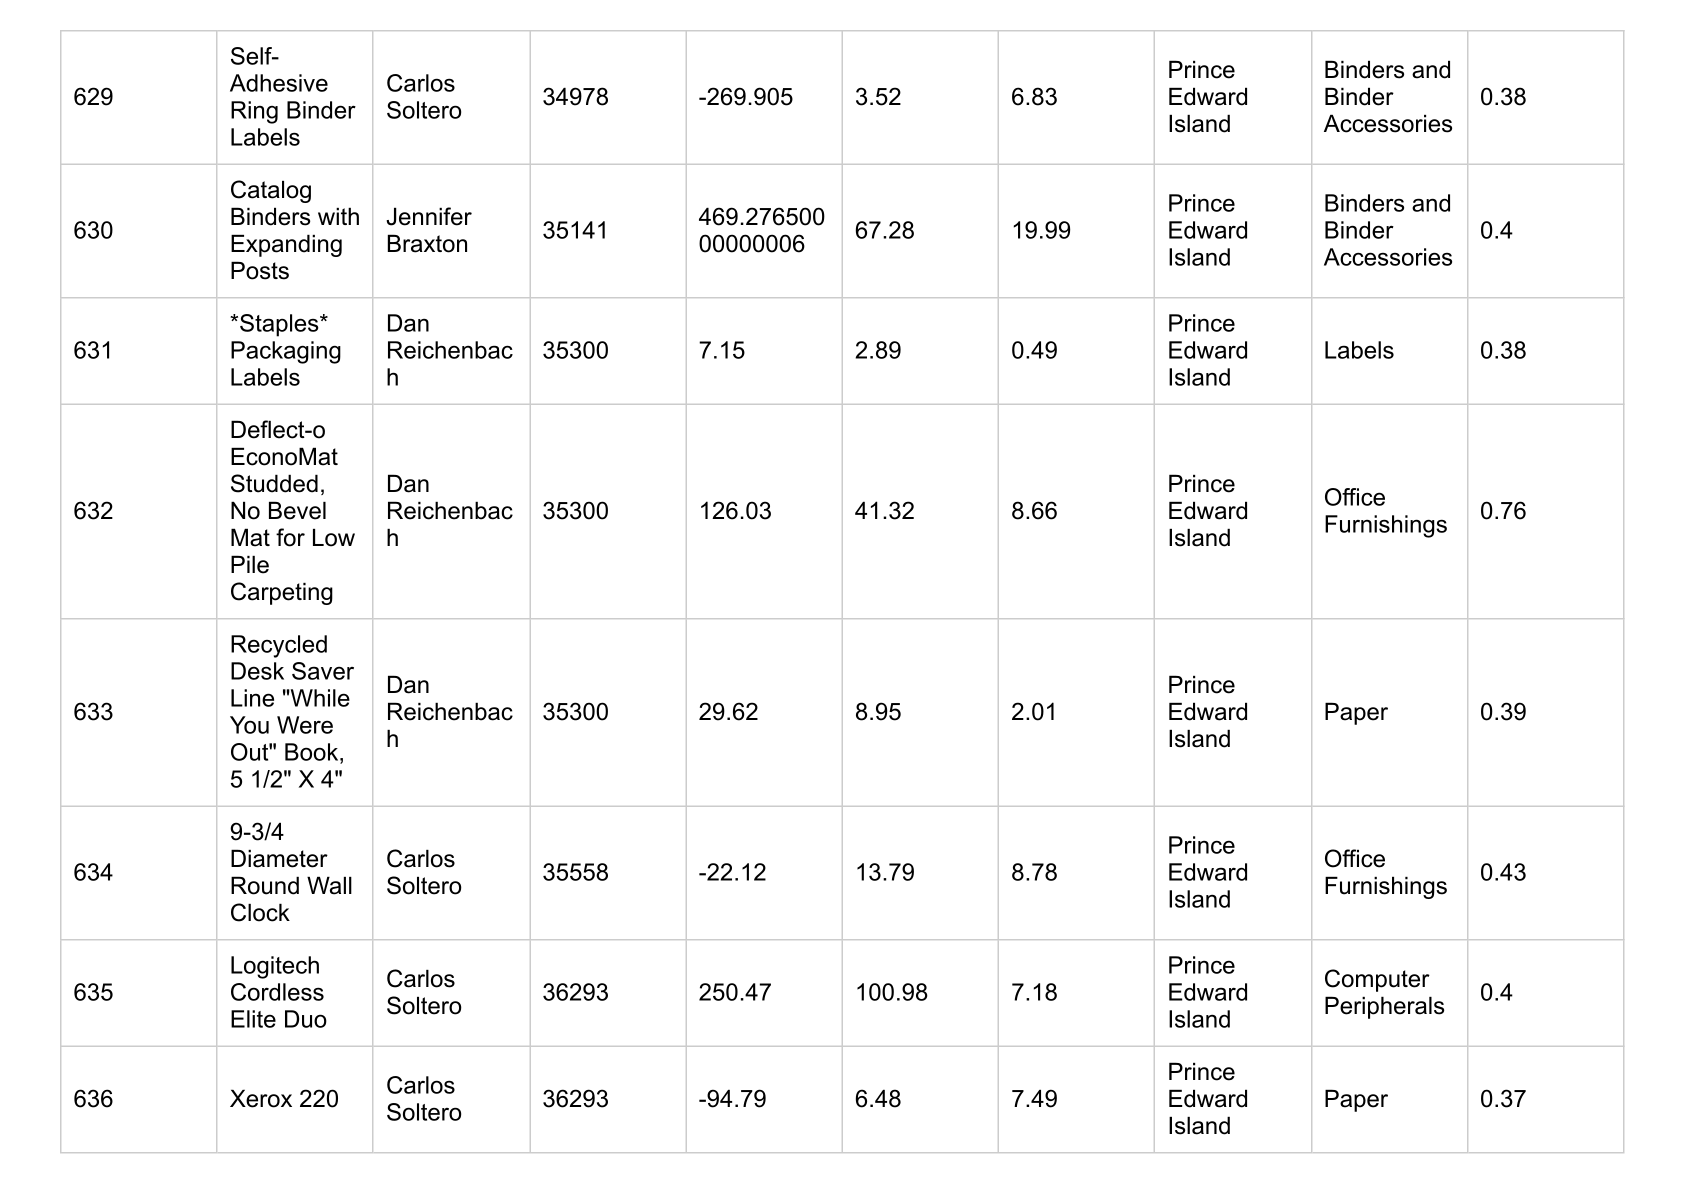 629
Self-
Adhesive
Ring Binder
Labels
Carlos
Soltero
34978
-269.905
3.52
6.83
Prince
Edward
Island
Binders and
Binder
Accessories
0.38
630
Catalog
Binders with
Expanding
Posts
Jennifer
Braxton
35141
469.276500
00000006
67.28
19.99
Prince
Edward
Island
Binders and
Binder
Accessories
0.4
631
*Staples*
Packaging
Labels
Dan
Reichenbac
h
35300
7.15
2.89
0.49
Prince
Edward
Island
Labels
0.38
632
Deflect-o
EconoMat
Studded,
No Bevel
Mat for Low
Pile
Carpeting
Dan
Reichenbac
h
35300
126.03
41.32
8.66
Prince
Edward
Island
Office
Furnishings
0.76
633
Recycled
Desk Saver
Line "While
You Were
Out" Book,
5 1/2" X 4"
Dan
Reichenbac
h
35300
29.62
8.95
2.01
Prince
Edward
Island
Paper
0.39
634
9-3/4
Diameter
Round Wall
Clock
Carlos
Soltero
35558
-22.12
13.79
8.78
Prince
Edward
Island
Office
Furnishings
0.43
635
Logitech
Cordless
Elite Duo
Carlos
Soltero
36293
250.47
100.98
7.18
Prince
Edward
Island
Computer
Peripherals
0.4
636
Xerox 220
Carlos
Soltero
36293
-94.79
6.48
7.49
Prince
Edward
Island
Paper
0.37